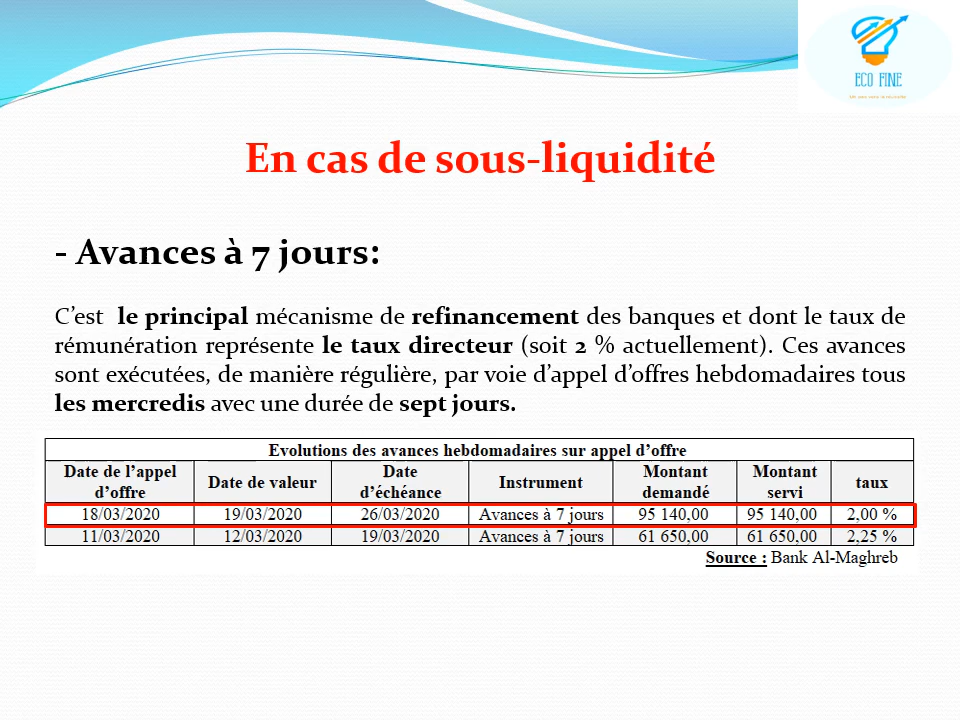 ECO FINE
En cas de sous-liquidité
- Avances à 7 jours:
C’est le principal mécanisme de refinancement des banques et dont le taux de
rémunération représente le taux directeur (soit 2 % actuellement). Ces avances
sont exécutées, de manière régulière, par voie d’appel d’offres hebdomadaires tous
les mercredis avec une durée de sept jours.
Evolutions des avances hebdomadaires sur appel d’offre
Date de l’appel d’offre Date de valeur Date d’échéance Instrument Montant demandé Montant servi taux
18/03/2020 19/03/2020 26/03/2020 Avances à 7 jours 95 140,00 95 140,00 2,00 %
11/03/2020 12/03/2020 19/03/2020 Avances à 7 jours 61 650,00 61 650,00 2,25 %
Source : Bank Al-Maghreb